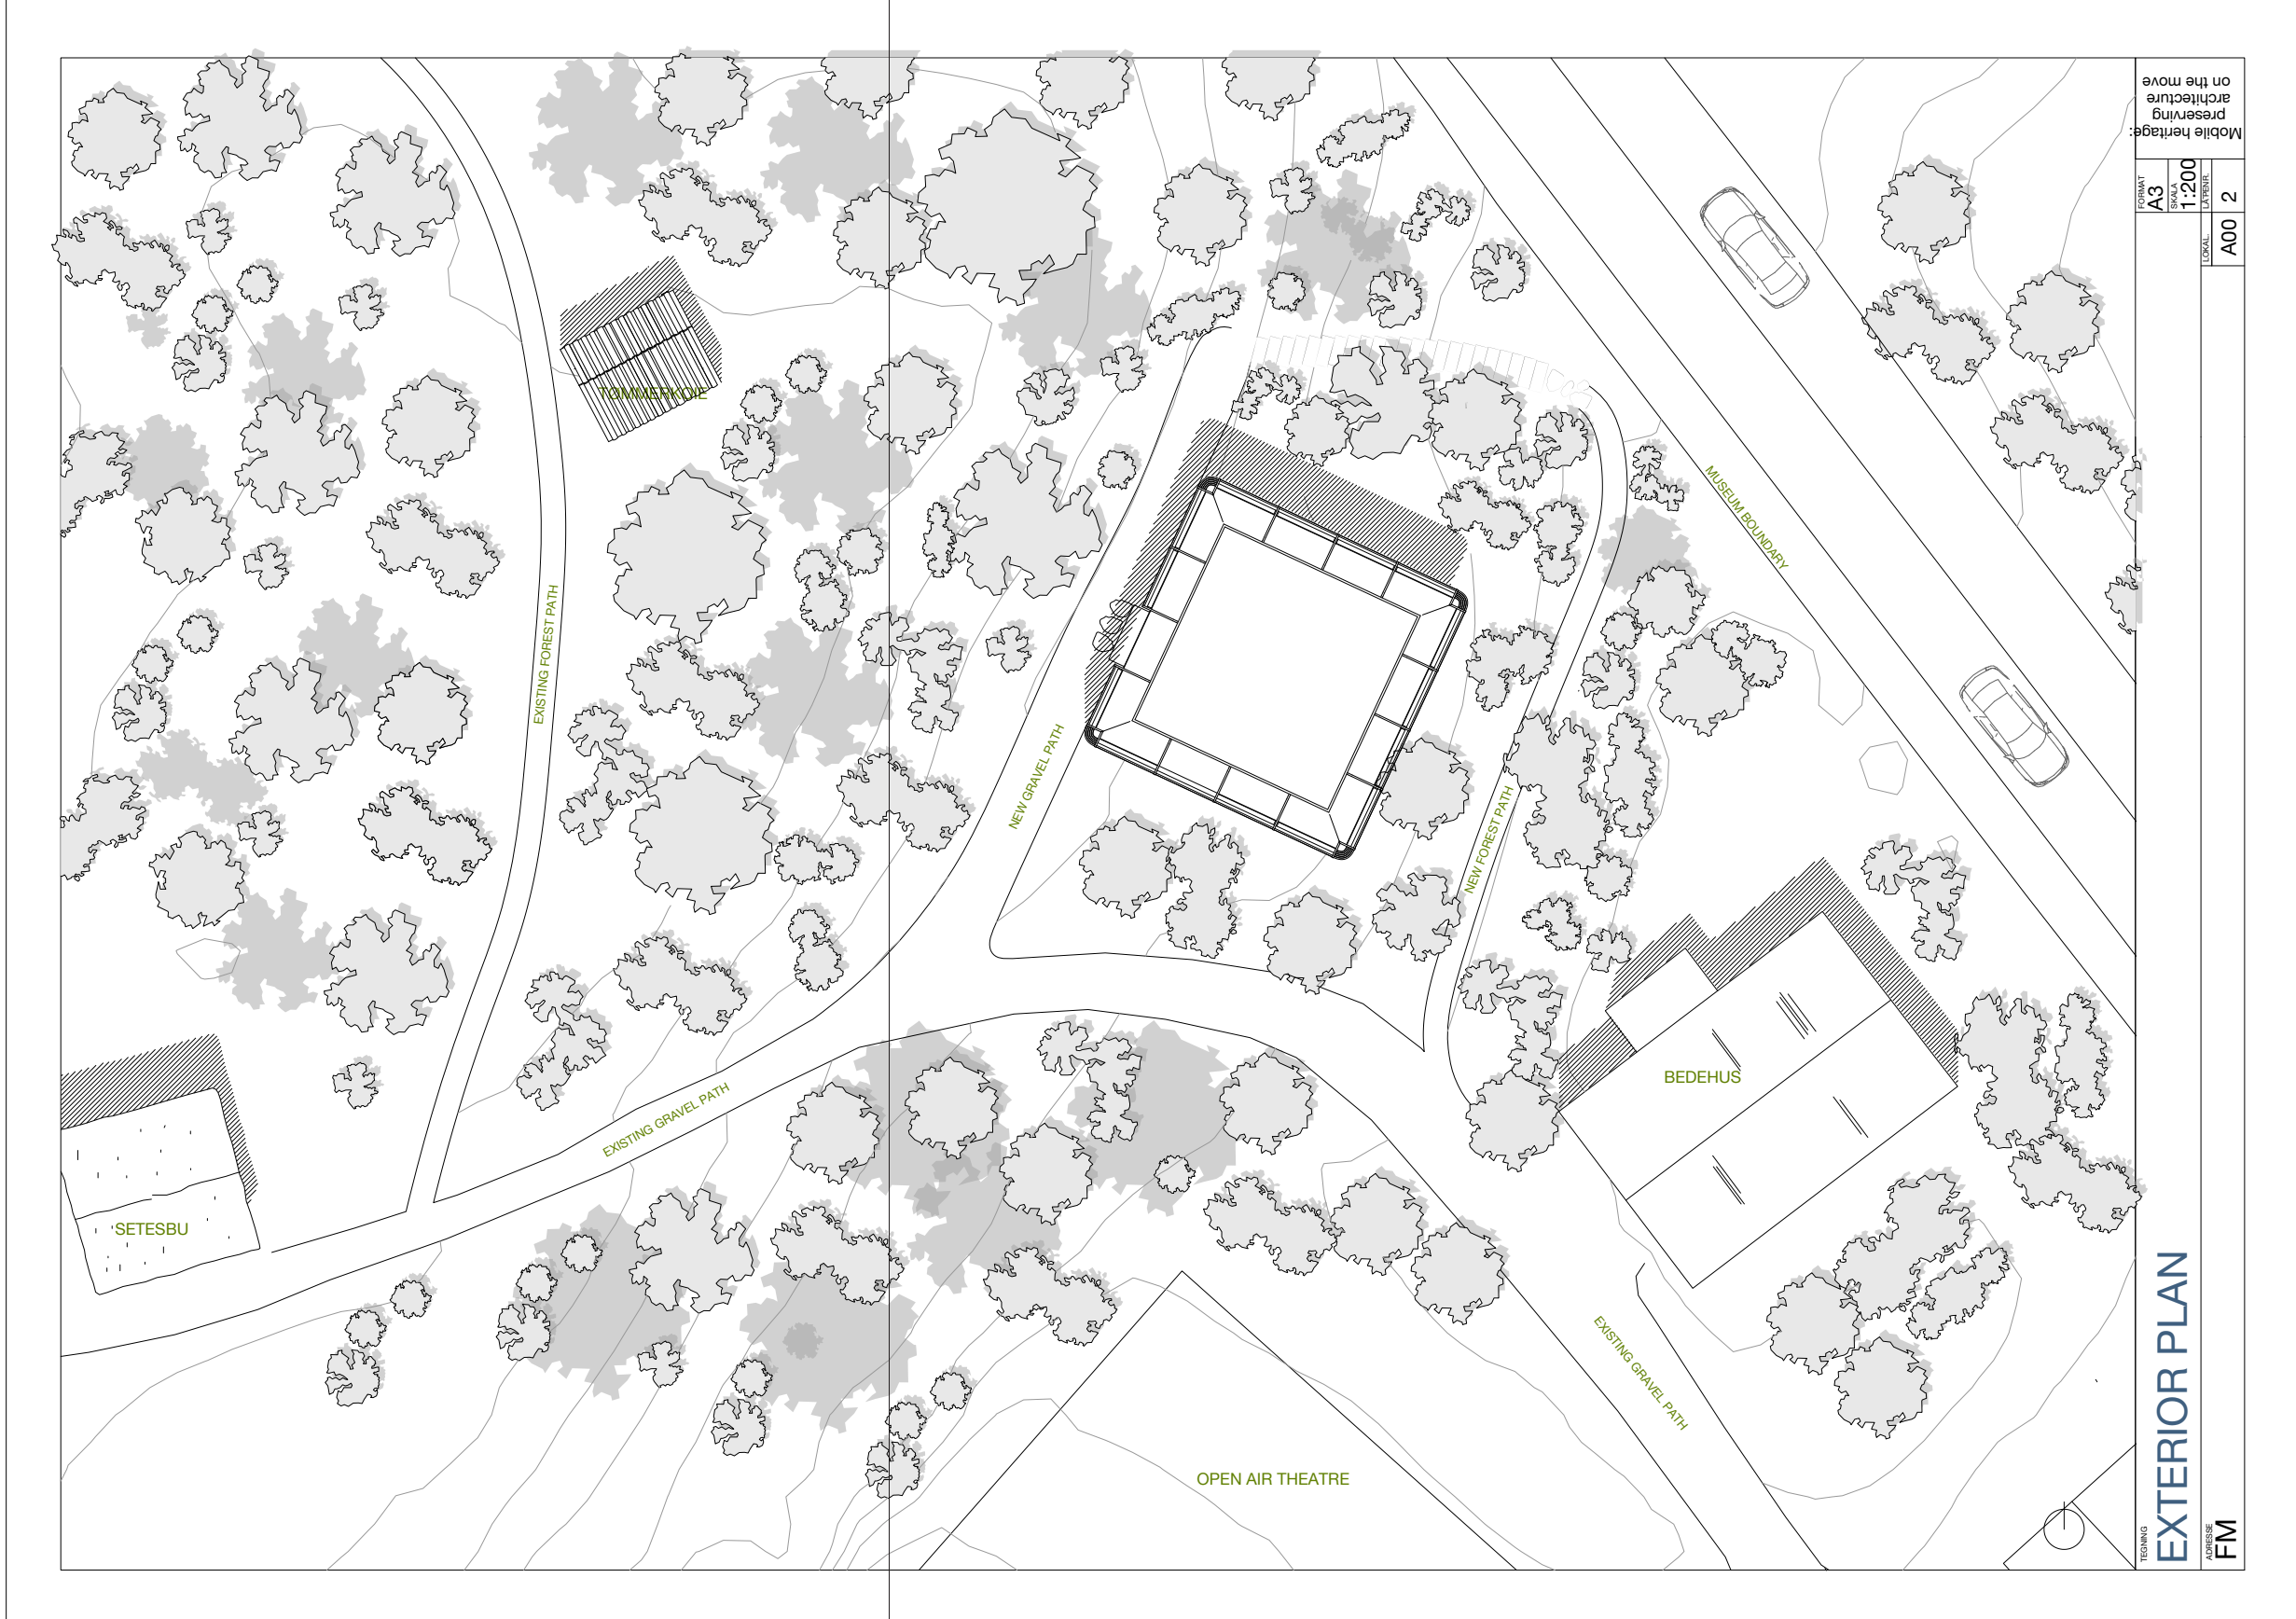 Mobile heritage:
preserving
architecture
on the move
FORMAT
A3
SKALA
1:200
LØPENR.
2
LOKAL.
A00
TØMMERKOIE
MUSEUM BOUNDARY
EXISTING FOREST PATH
NEW GRAVEL PATH
NEW FOREST PATH
BEDEHUS
EXISTING GRAVEL PATH
SETESBU
EXISTING GRAVEL PATH
OPEN AIR THEATRE
TEGNING
EXTERIOR PLAN
ADRESSE
FM